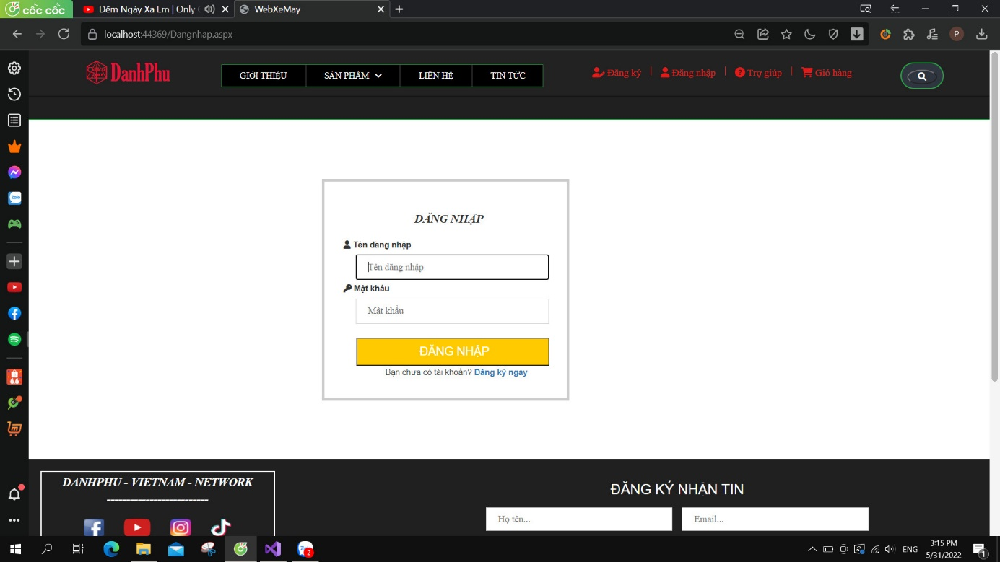 cốc cốc
Đếm Ngày Xa Em | Only
WebXeMay
localhost:44369/Dangnhap.aspx
P
DanhPhu
GIỚI THIỆU
SẢN PHẨM
LIÊN HỆ
TIN TỨC
Đăng ký
Đăng nhập
Trợ giúp
Giỏ hàng
Zalo
ĐĂNG NHẬP
Tên đăng nhập
Tên đăng nhập
Mật khẩu
Mật khẩu
ĐĂNG NHẬP
Bạn chưa có tài khoản? Đăng ký ngay
DANHPHU - VIETNAM - NETWORK
--------------------------
ĐĂNG KÝ NHẬN TIN
Họ tên...
Email...
2
ENG
3:15 PM
5/31/2022
1